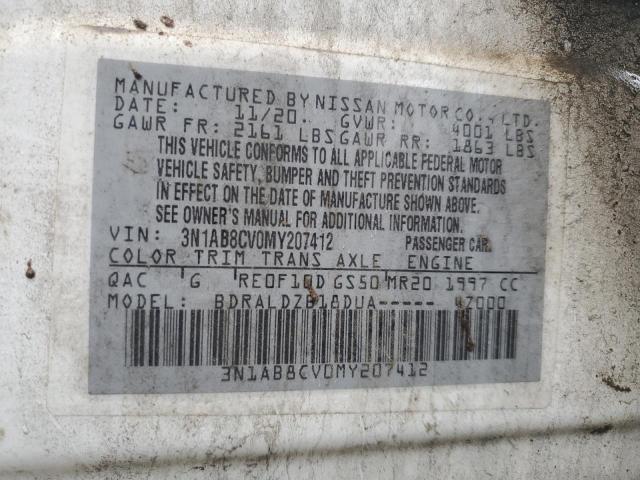 MANUFACTURED BY NISSAN MOTOR CO., LTD.
DATE: 11/20 GVWR: 4001 LBS
GAWR FR: 2161 LBS GAWR RR: 1863 LBS
THIS VEHICLE CONFORMS TO ALL APPLICABLE FEDERAL MOTOR
VEHICLE SAFETY, BUMPER AND THEFT PREVENTION STANDARDS
IN EFFECT ON THE DATE OF MANUFACTURE SHOWN ABOVE.
SEE OWNER'S MANUAL FOR ADDITIONAL INFORMATION.
VIN: 3N1AB8CV0MY207412 PASSENGER CAR
COLOR TRIM TRANS AXLE ENGINE
QAC G RE0F10D GS50 MR20 1997 CC
MODEL: BDRALDZB18DUA----- UZ000
3N1AB8CV0MY207412